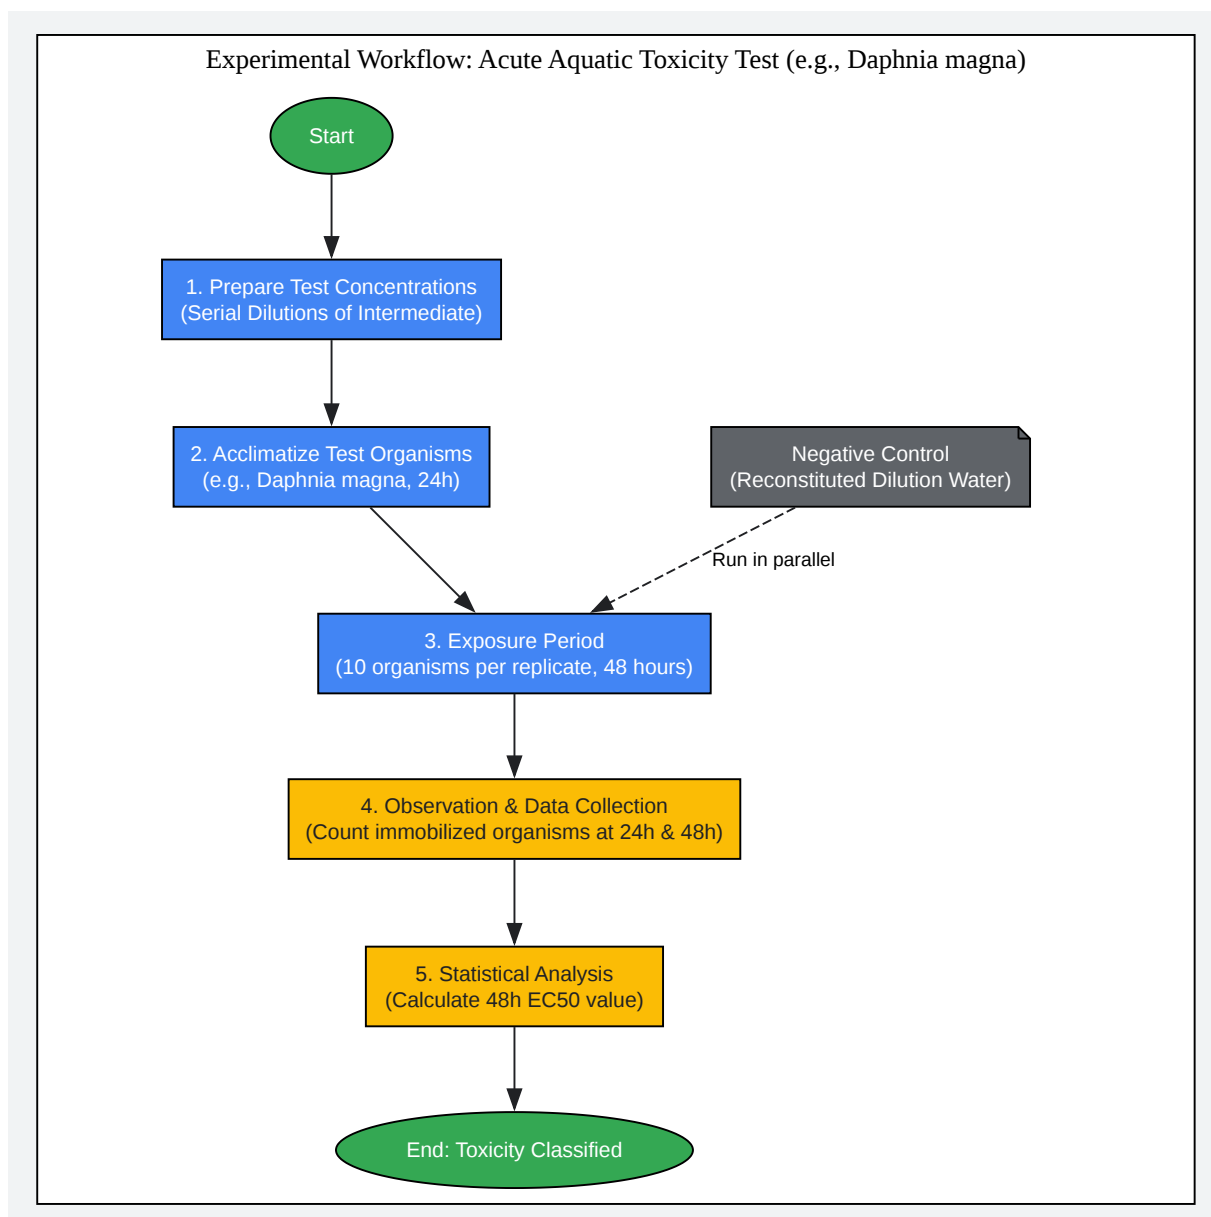 Experimental Workflow: Acute Aquatic Toxicity Test (e.g., Daphnia magna)
Start
1. Prepare Test Concentrations
(Serial Dilutions of Intermediate)
2. Acclimatize Test Organisms
(e.g., Daphnia magna, 24h)
Negative Control
(Reconstituted Dilution Water)
Run in parallel
3. Exposure Period
(10 organisms per replicate, 48 hours)
4. Observation & Data Collection
(Count immobilized organisms at 24h & 48h)
5. Statistical Analysis
(Calculate 48h EC50 value)
End: Toxicity Classified